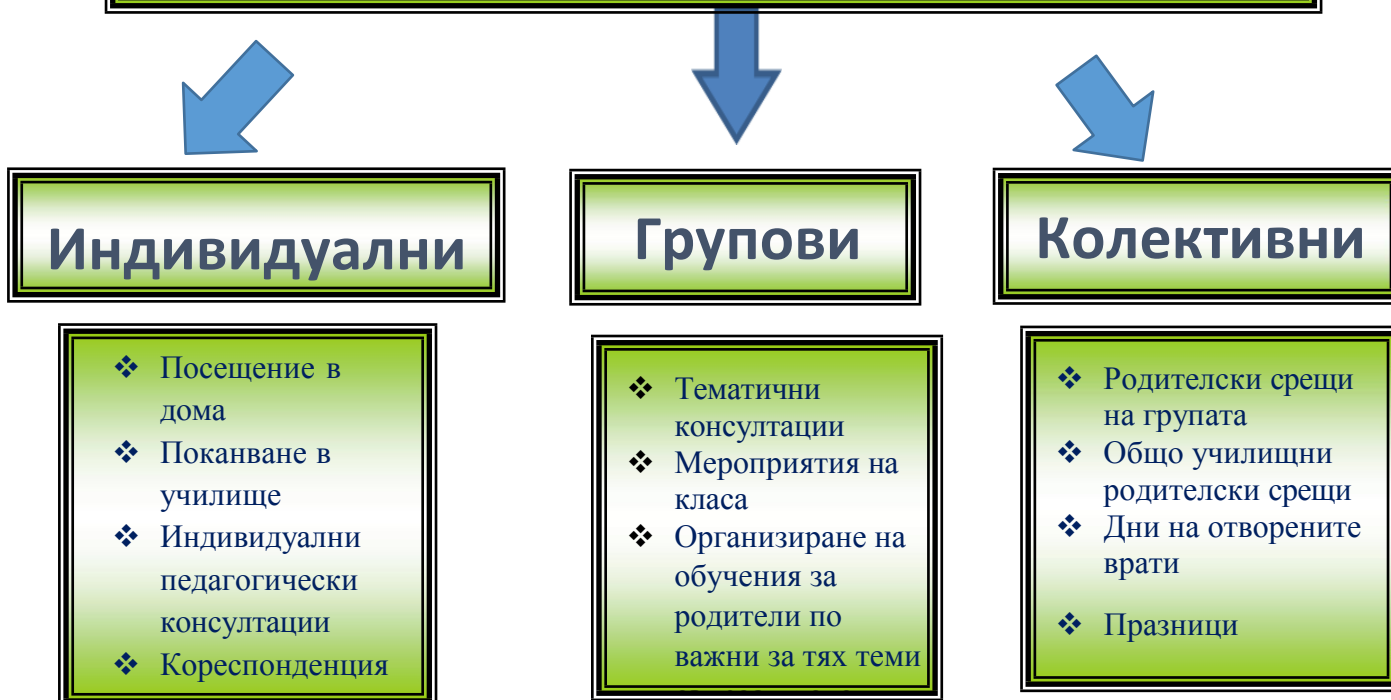 Индивидуални
Групови
Колективни
❖ Посещение в
дома
❖ Поканване в
училище
❖ Индивидуални
педагогически
консултации
❖ Кореспонденция
❖ Тематични
консултации
❖ Мероприятия на
класа
❖ Организиране на
обучения за
родители по
важни за тях теми
❖ Родителски срещи
на групата
❖ Общо училищни
родителски срещи
❖ Дни на отворените
врати
❖ Празници